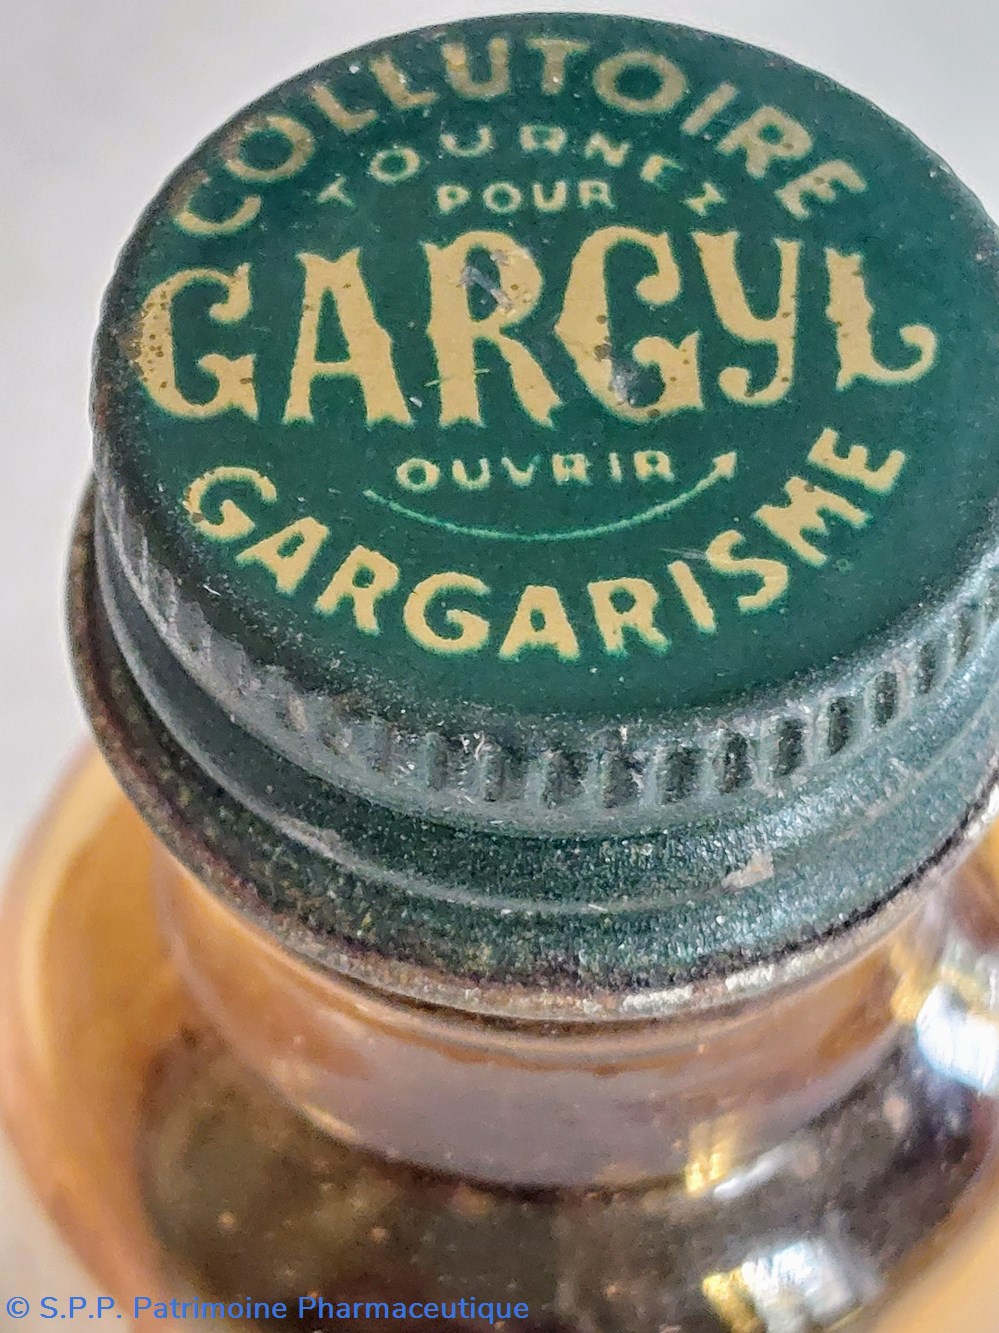 COLLUTOIRE
TOURNEZ
POUR
GARGYL
OUVRIR
GARGARISME
© S.P.P. Patrimoine Pharmaceutique